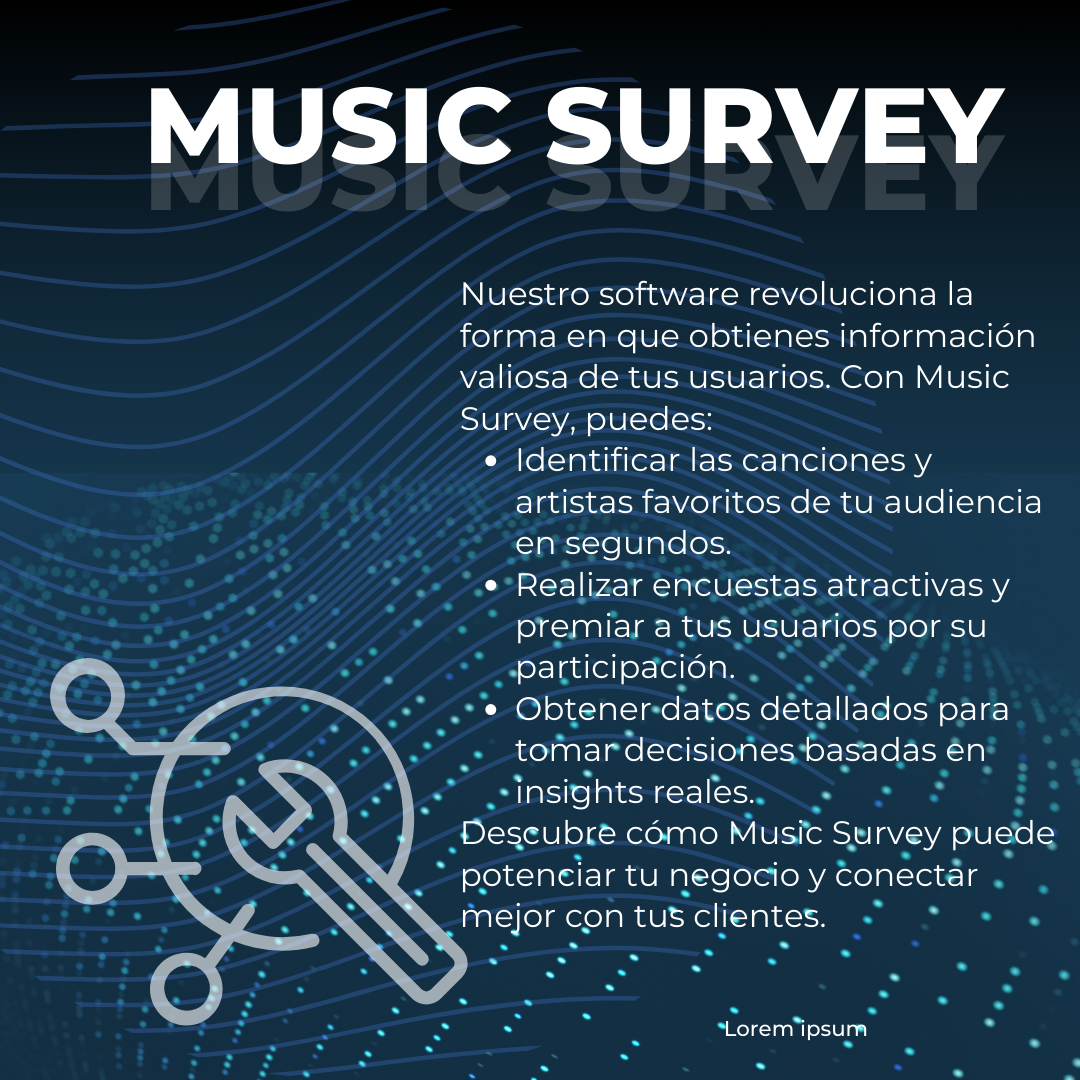 MUSIC SURVEY
MUSIC SURVEY
Nuestro software revoluciona la
forma en que obtienes información
valiosa de tus usuarios. Con Music
Survey, puedes:
• Identificar las canciones y
artistas favoritos de tu audiencia
en segundos.
• Realizar encuestas atractivas y
premiar a tus usuarios por su
participación.
• Obtener datos detallados para
tomar decisiones basadas en
insights reales.
Descubre cómo Music Survey puede
potenciar tu negocio y conectar
mejor con tus clientes.
Lorem ipsum